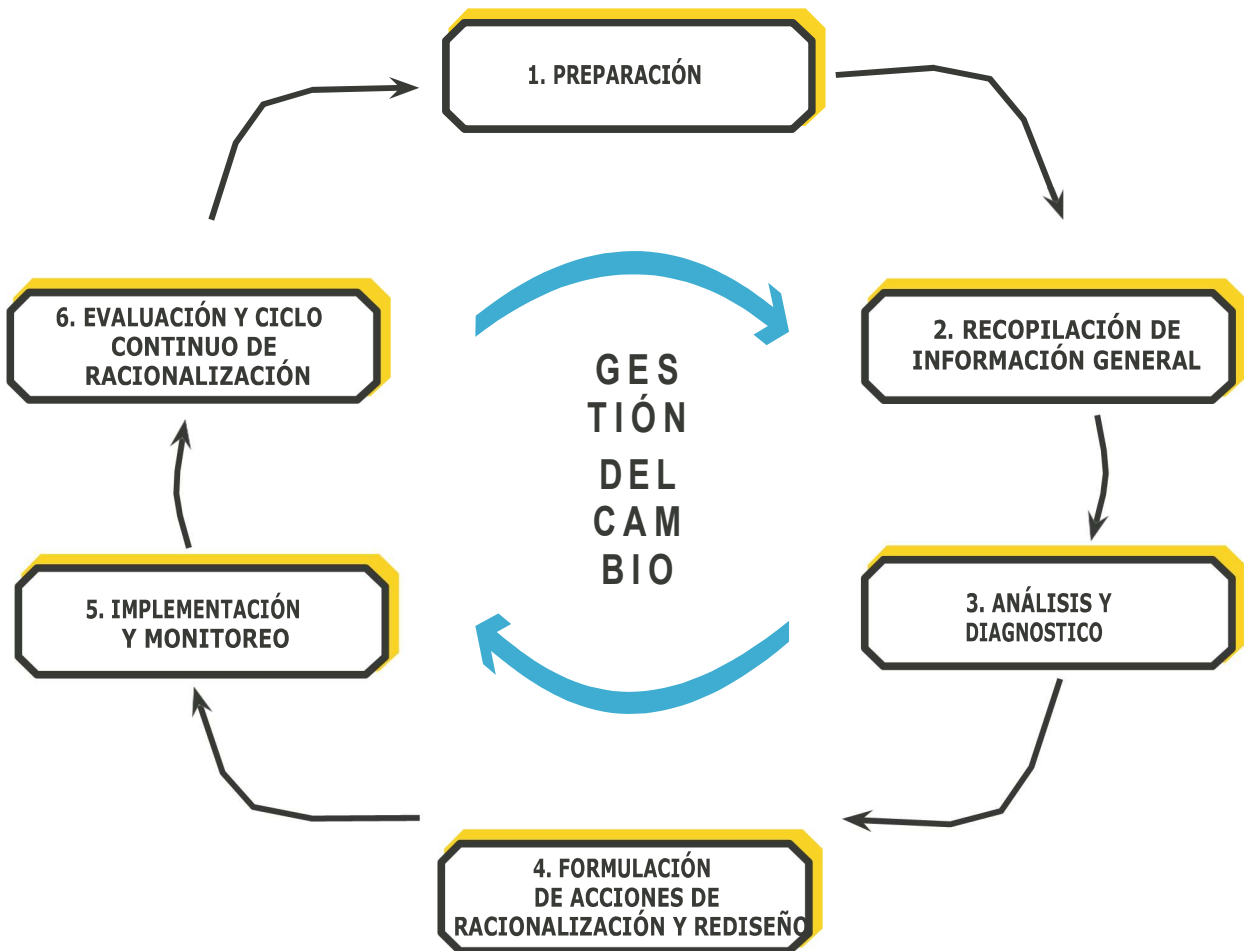 1. PREPARACIÓN
2. RECOPILACIÓN DE
INFORMACIÓN GENERAL
3. ANÁLISIS Y
DIAGNOSTICO
4. FORMULACIÓN
DE ACCIONES DE
RACIONALIZACIÓN Y REDISEÑO
5. IMPLEMENTACIÓN
Y MONITOREO
6. EVALUACIÓN Y CICLO
CONTINUO DE
RACIONALIZACIÓN
GES
TIÓN
DEL
CAM
BIO